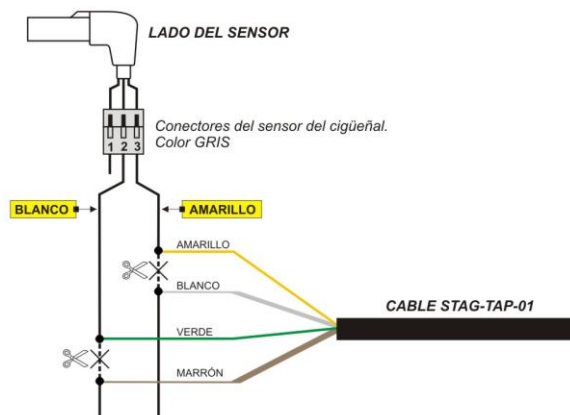 LADO DEL SENSOR
Conectores del sensor del cigüeñal.
Color GRIS
1 2 3
BLANCO
AMARILLO
AMARILLO
BLANCO
CABLE STAG-TAP-01
VERDE
MARRÓN